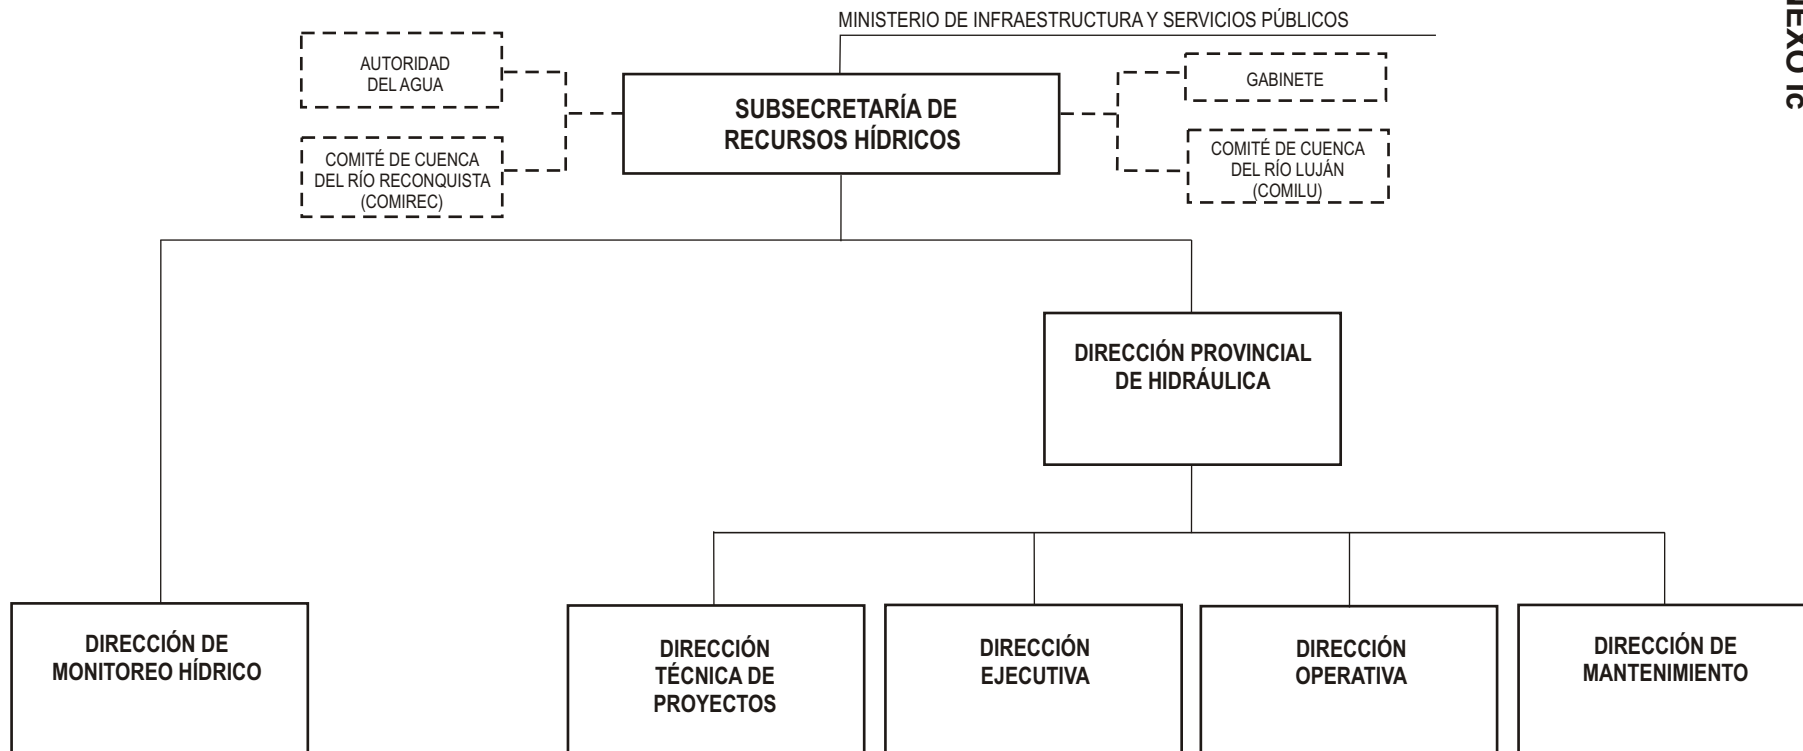 MINISTERIO DE INFRAESTRUCTURA Y SERVICIOS PÚBLICOS
AUTORIDAD
DEL AGUA
COMITÉ DE CUENCA
DEL RÍO RECONQUISTA
(COMIREC)
SUBSECRETARÍA DE
RECURSOS HÍDRICOS
GABINETE
COMITÉ DE CUENCA
DEL RÍO LUJÁN
(COMILU)
DIRECCIÓN PROVINCIAL
DE HIDRÁULICA
DIRECCIÓN DE
MONITOREO HÍDRICO
DIRECCIÓN
TÉCNICA DE
PROYECTOS
DIRECCIÓN
EJECUTIVA
DIRECCIÓN
OPERATIVA
DIRECCIÓN DE
MANTENIMIENTO